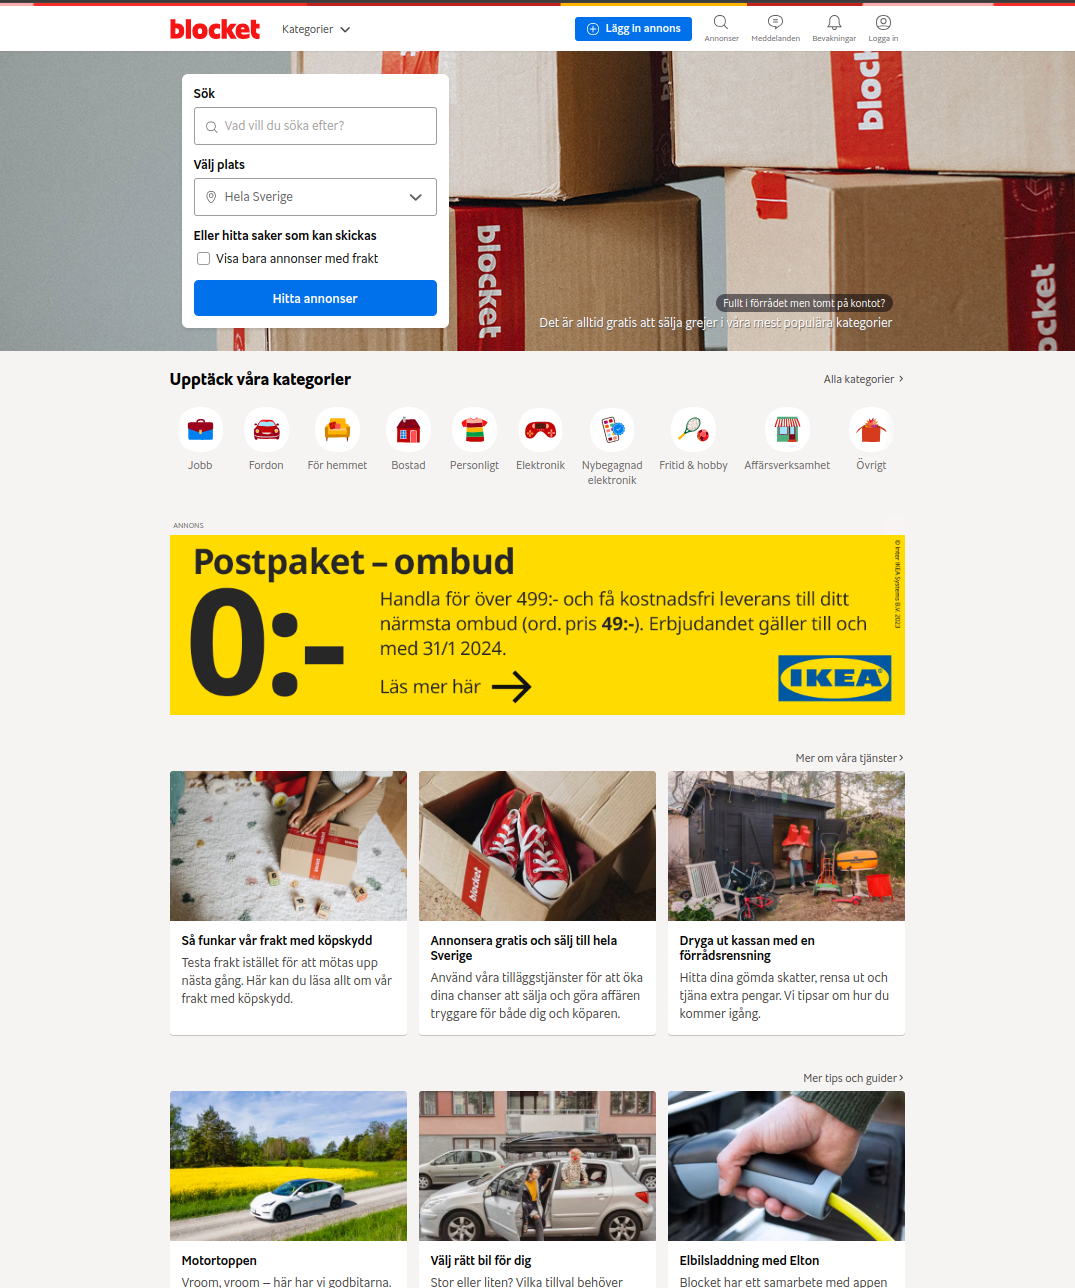 blocket
Kategorier
Lägg in annons
Annonser
Meddelanden
Bevakningar
Logga in
Sök
Vad vill du söka efter?
Välj plats
Hela Sverige
Eller hitta saker som kan skickas
Visa bara annonser med frakt
Hitta annonser
blocket
blocket
Fullt i förrådet men tomt på kontot?
Det är alltid gratis att sälja grejer i våra mest populära kategorier
Upptäck våra kategorier
Alla kategorier
Jobb
Fordon
För hemmet
Bostad
Personligt
Elektronik
Nybegagnad
elektronik
Fritid & hobby
Affärsverksamhet
Övrigt
ANNONS
Postpaket – ombud
0:-
Handla för över 499:- och få kostnadsfri leverans till ditt
närmsta ombud (ord. pris 49:-). Erbjudandet gäller till och
med 31/1 2024.
Läs mer här
© Inter IKEA Systems B.V. 2023
IKEA
Mer om våra tjänster
blocket
blocket
Så funkar vår frakt med köpskydd
Testa frakt istället för att mötas upp
nästa gång. Här kan du läsa allt om vår
frakt med köpskydd.
Annonsera gratis och sälj till hela
Sverige
Använd våra tilläggstjänster för att öka
dina chanser att sälja och göra affären
tryggare för både dig och köparen.
Dryga ut kassan med en
förrådsrensning
Hitta dina gömda skatter, rensa ut och
tjäna extra pengar. Vi tipsar om hur du
kommer igång.
Mer tips och guider
Motortoppen
Vroom, vroom – här har vi godbitarna.
Välj rätt bil för dig
Stor eller liten? Vilka tillval behöver
Elbilsladdning med Elton
Blocket har ett samarbete med appen